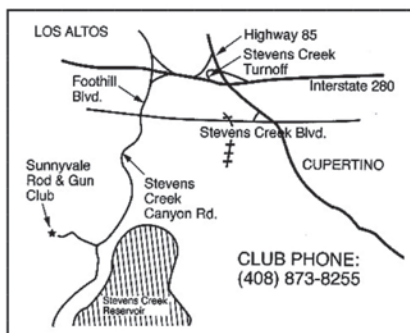 LOS ALTOS
Highway 85
Stevens Creek
Turnoff
Foothill
Blvd.
Interstate 280
Stevens Creek Blvd.
Sunnyvale
Rod & Gun
Club
Stevens
Creek
Canyon Rd.
CUPERTINO
CLUB PHONE:
(408) 873-8255
Stevens Creek
Reservoir